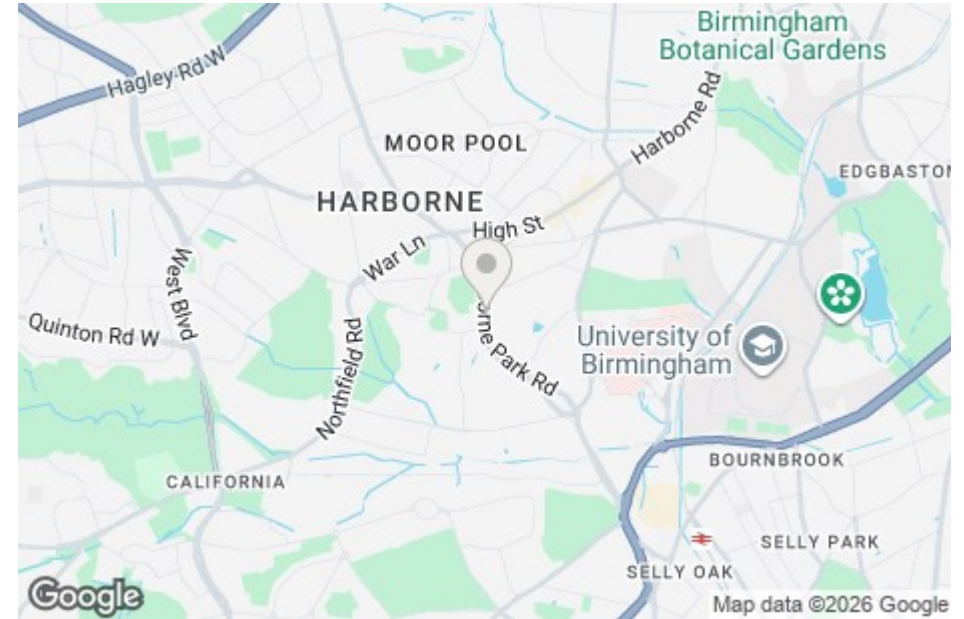 Birmingham
Botanical Gardens
Hagley Rd W
Harborne Rd
MOOR POOL
EDGBASTON
HARBORNE
High St
War Ln
West Blvd
Quinton Rd W
Northfield Rd
orne Park Rd
University of
Birmingham
BOURNBROOK
CALIFORNIA
SELLY PARK
SELLY OAK
Google
Map data ©2026 Google